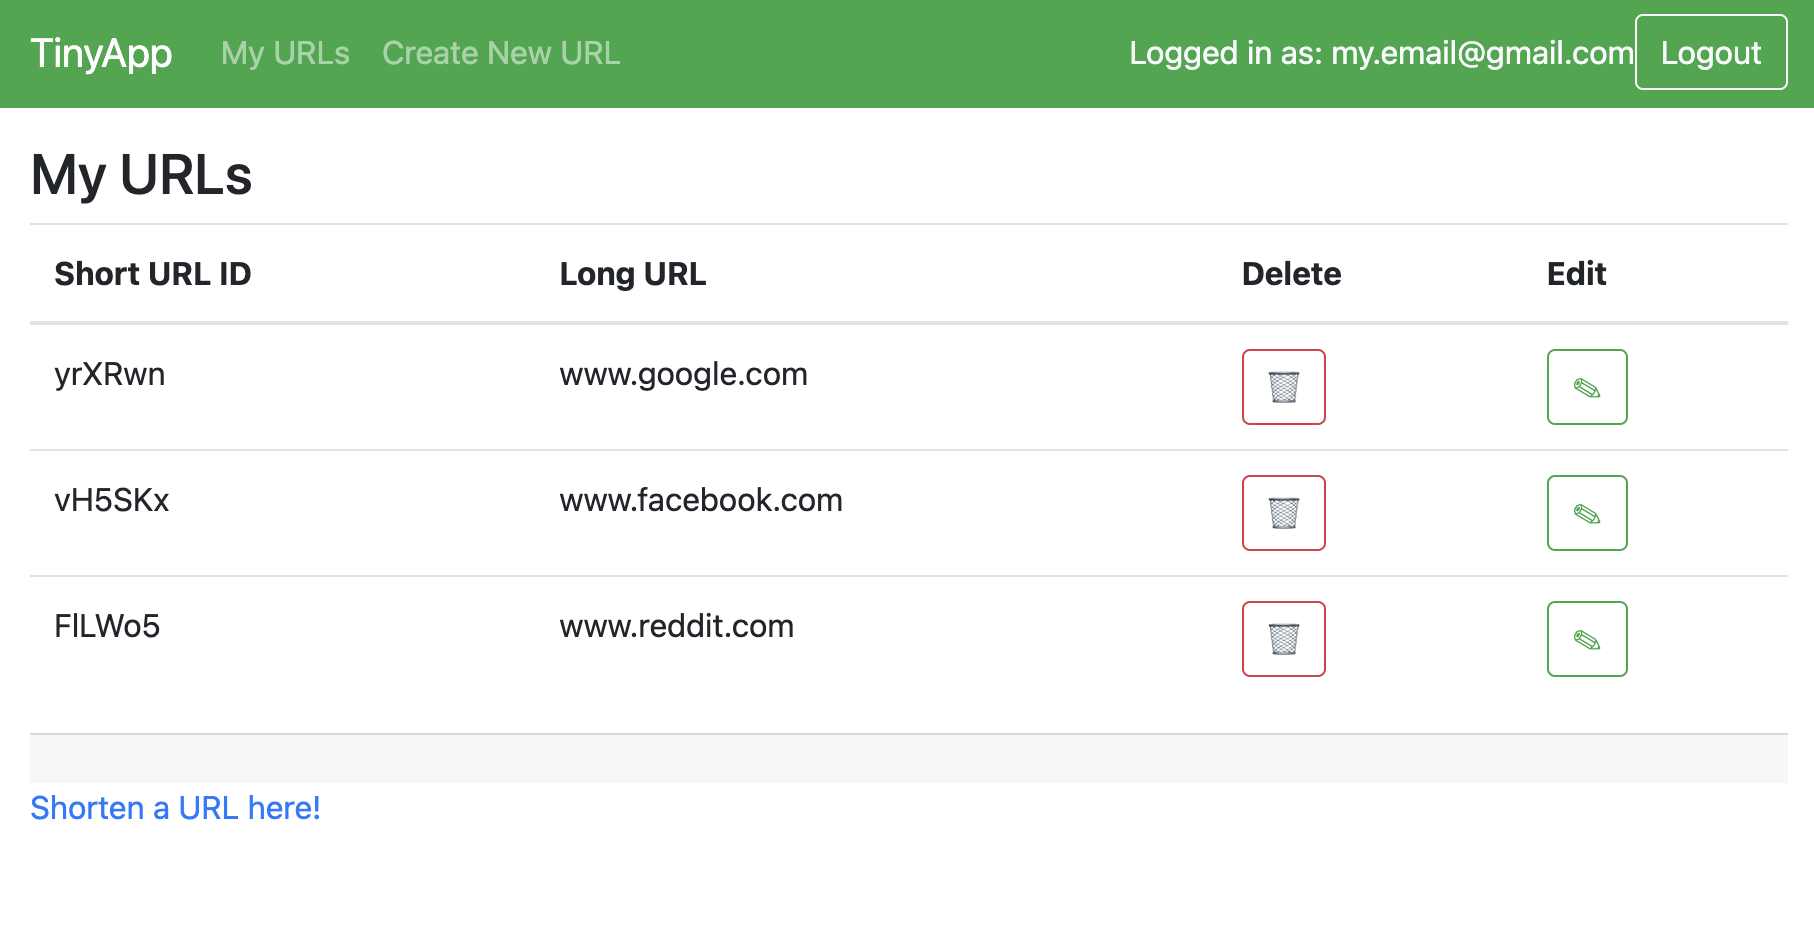 TinyApp My URLs Create New URL Logged in as: my.email@gmail.com Logout
My URLs
Short URL ID Long URL Delete Edit
yrXRwn www.google.com
vH5SKx www.facebook.com
FlLWo5 www.reddit.com
Shorten a URL here!